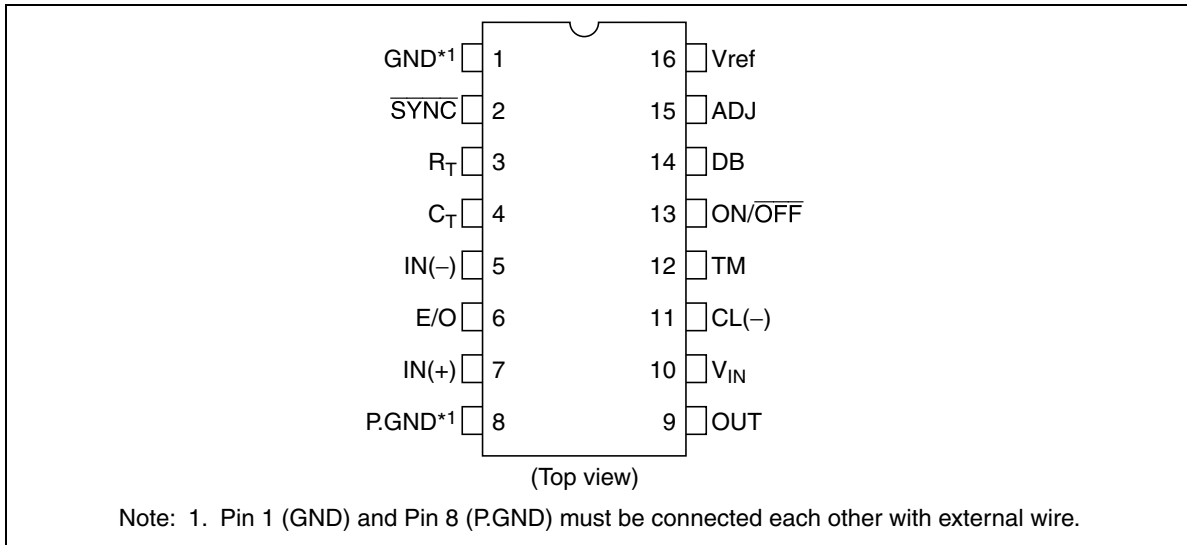 GND*1 1 16 Vref
SYNC 2 15 ADJ
RT 3 14 DB
CT 4 13 ON/OFF
IN(−) 5 12 TM
E/O 6 11 CL(−)
IN(+) 7 10 VIN
P.GND*1 8 9 OUT
(Top view)
Note: 1. Pin 1 (GND) and Pin 8 (P.GND) must be connected each other with external wire.